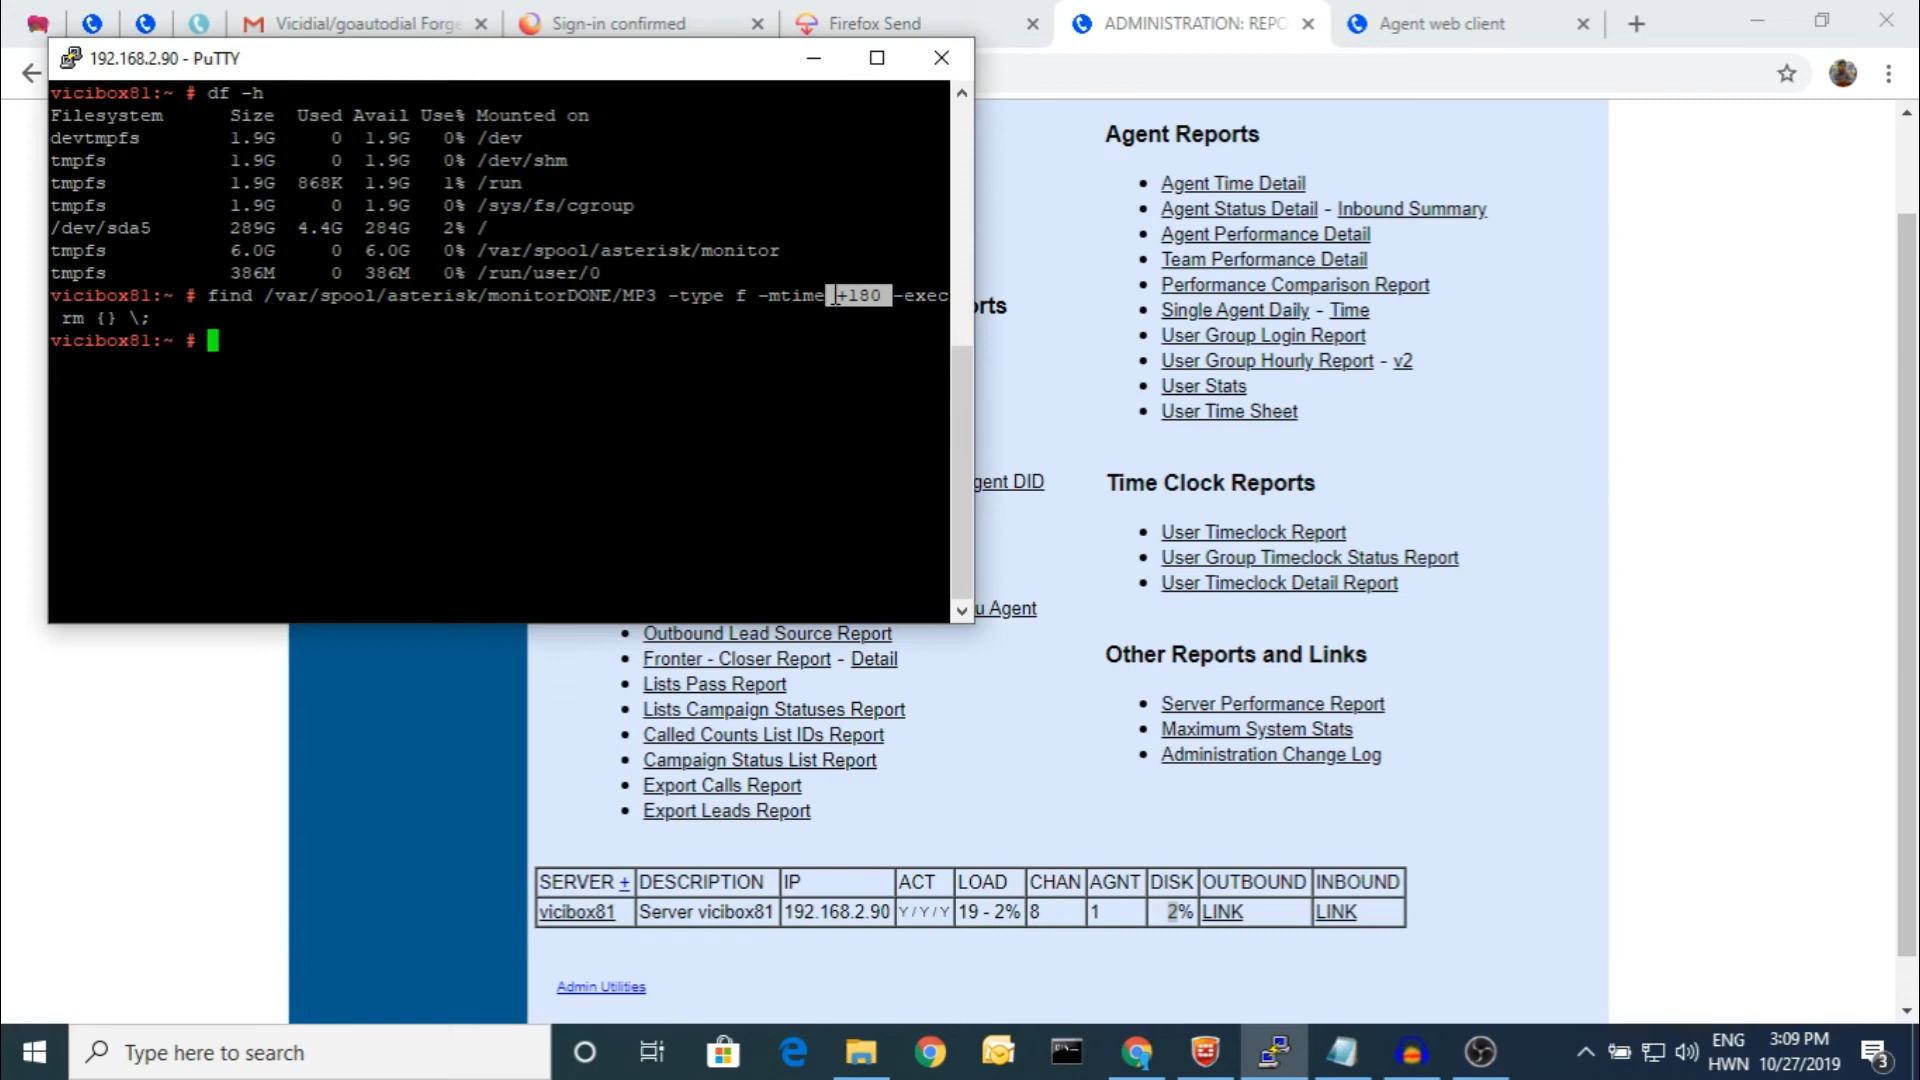 Vicidial/goautodial Forge
Sign-in confirmed
Firefox Send
ADMINISTRATION: REPO
Agent web client
192.168.2.90 - PuTTY
vicibox81:~ # df -h
Filesystem Size Used Avail Use% Mounted on
devtmpfs 1.9G 0 1.9G 0% /dev
tmpfs 1.9G 0 1.9G 0% /dev/shm
tmpfs 1.9G 868K 1.9G 1% /run
tmpfs 1.9G 0 1.9G 0% /sys/fs/cgroup
/dev/sda5 289G 4.4G 284G 2% /
tmpfs 6.0G 0 6.0G 0% /var/spool/asterisk/monitor
tmpfs 386M 0 386M 0% /run/user/0
vicibox81:~ # find /var/spool/asterisk/monitorDONE/MP3 -type f -mtime +180 -exec
rm {} \;
vicibox81:~ #
orts
gent DID
u Agent
Outbound Lead Source Report
Fronter - Closer Report - Detail
Lists Pass Report
Lists Campaign Statuses Report
Called Counts List IDs Report
Campaign Status List Report
Export Calls Report
Export Leads Report
Agent Reports
Agent Time Detail
Agent Status Detail - Inbound Summary
Agent Performance Detail
Team Performance Detail
Performance Comparison Report
Single Agent Daily - Time
User Group Login Report
User Group Hourly Report - v2
User Stats
User Time Sheet
Time Clock Reports
User Timeclock Report
User Group Timeclock Status Report
User Timeclock Detail Report
Other Reports and Links
Server Performance Report
Maximum System Stats
Administration Change Log
SERVER + DESCRIPTION IP ACT LOAD CHAN AGNT DISK OUTBOUND INBOUND
vicibox81 Server vicibox81 192.168.2.90 Y/Y/Y 19 - 2% 8 1 2% LINK LINK
Admin Utilities
Type here to search
ENG
HWN
3:09 PM
10/27/2019
3